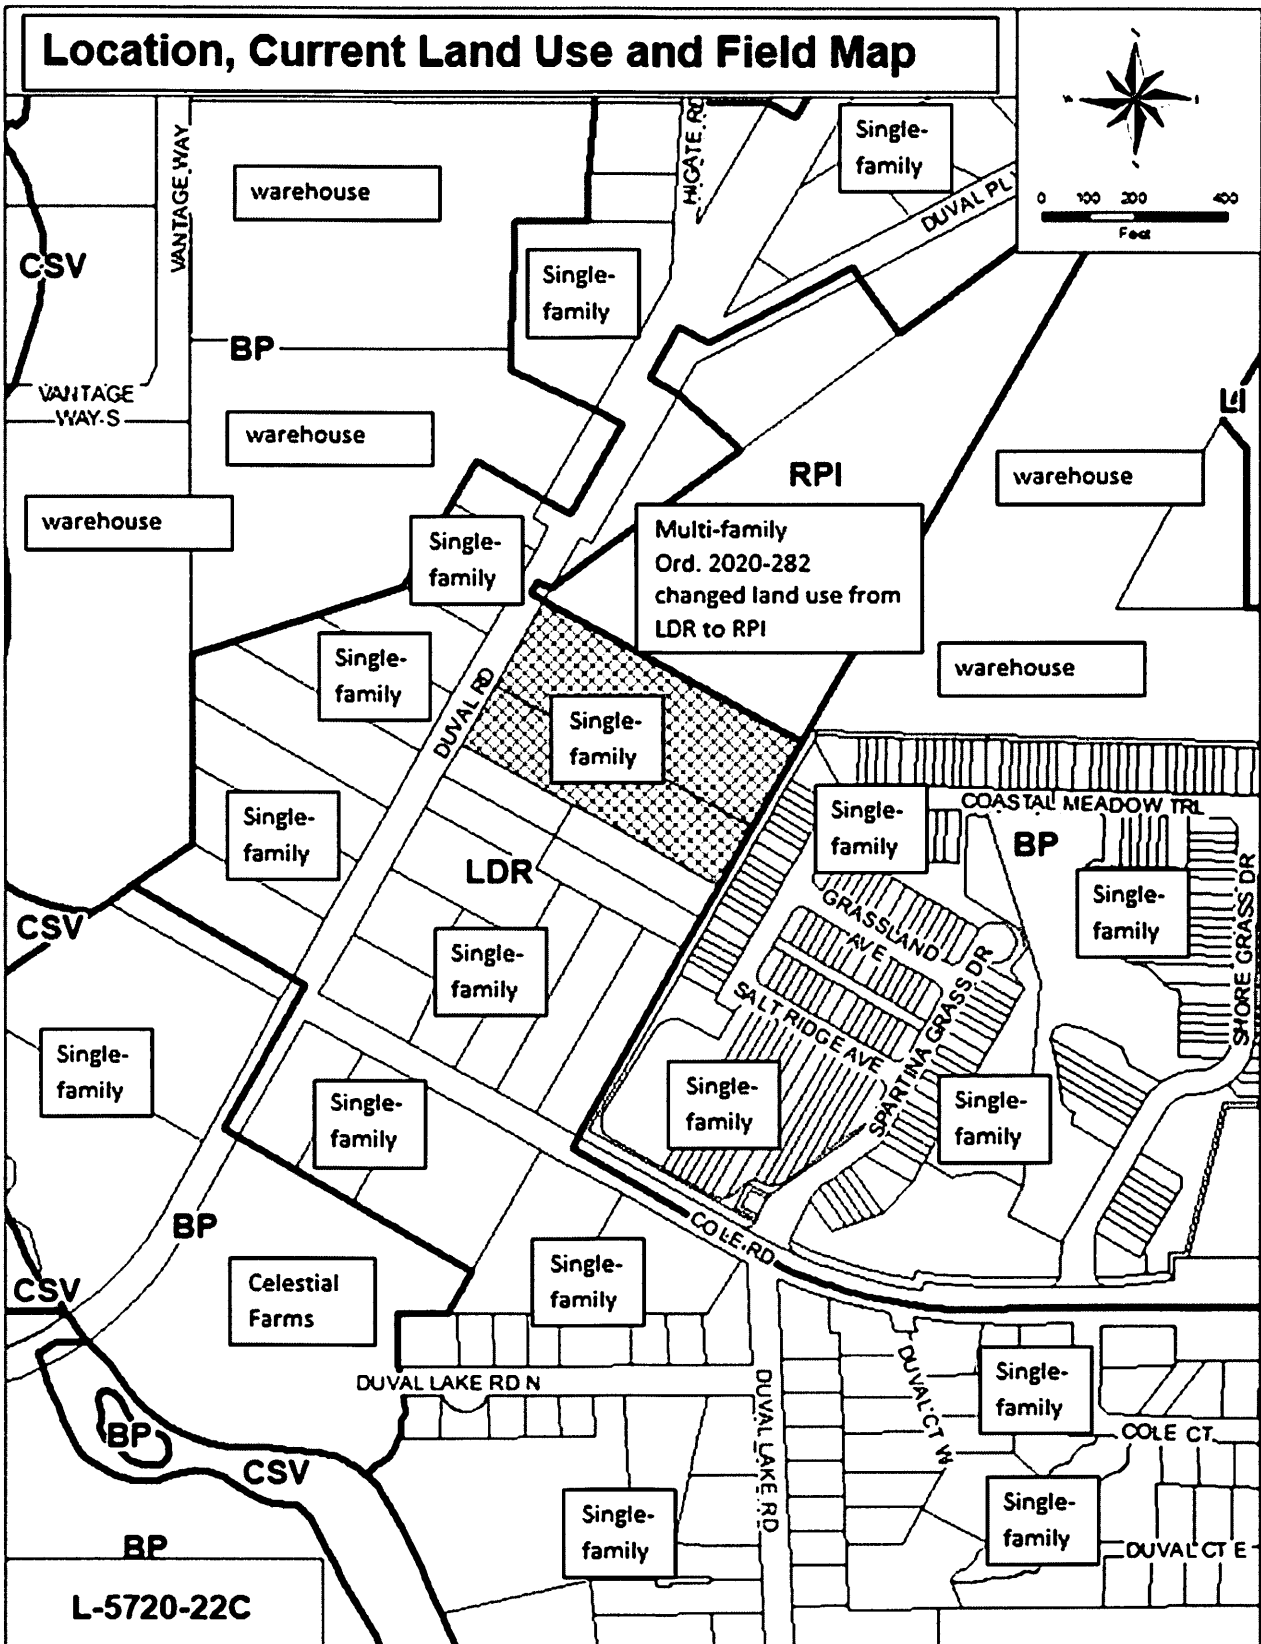 Location, Current Land Use and Field Map
0 100 200 400
Feet
Single-
family
HIGATE RD
VANTAGE WAY
warehouse
DUVAL PL
CSV
Single-
family
BP
VANTAGE
WAY S
LI
warehouse
RPI
warehouse
warehouse
Multi-family
Ord. 2020-282
changed land use from
LDR to RPI
Single-
family
Single-
family
warehouse
DUVAL RD
Single-
family
Single-
family
Single-
family
COASTAL MEADOW TRL
BP
LDR
Single-
family
CSV
GRASSLAND
AVE
SHORE GRASS DR
Single-
family
SALT RIDGE AVE
SPARTINA GRASS DR
Single-
family
Single-
family
Single-
family
Single-
family
BP
COLE RD
CSV
Celestial
Farms
Single-
family
DUVAL LAKE RD N
DUVAL LAKE RD
DUVAL CT W
Single-
family
BP
COLE CT
CSV
Single-
family
Single-
family
BP
DUVAL CT E
L-5720-22C